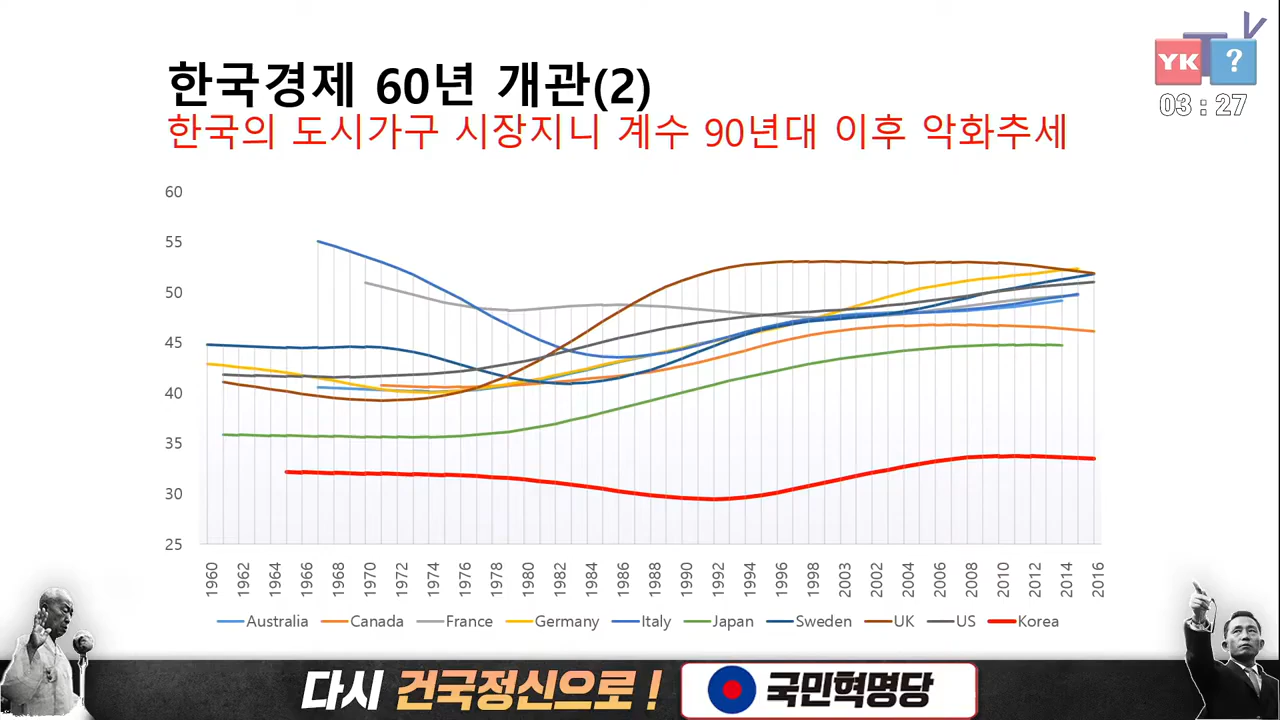 V
T
YK ?
03 : 27
한국경제 60년 개관(2)
한국의 도시가구 시장지니 계수 90년대 이후 악화추세
60
55
50
45
40
35
30
25
1960 1962 1964 1966 1968 1970 1972 1974 1976 1978 1980 1982 1984 1986 1988 1990 1992 1994 1996 1998 2003 2002 2004 2006 2008 2010 2012 2014 2016
Australia Canada France Germany Italy Japan Sweden UK US Korea
다시 건국정신으로 ! 국민혁명당